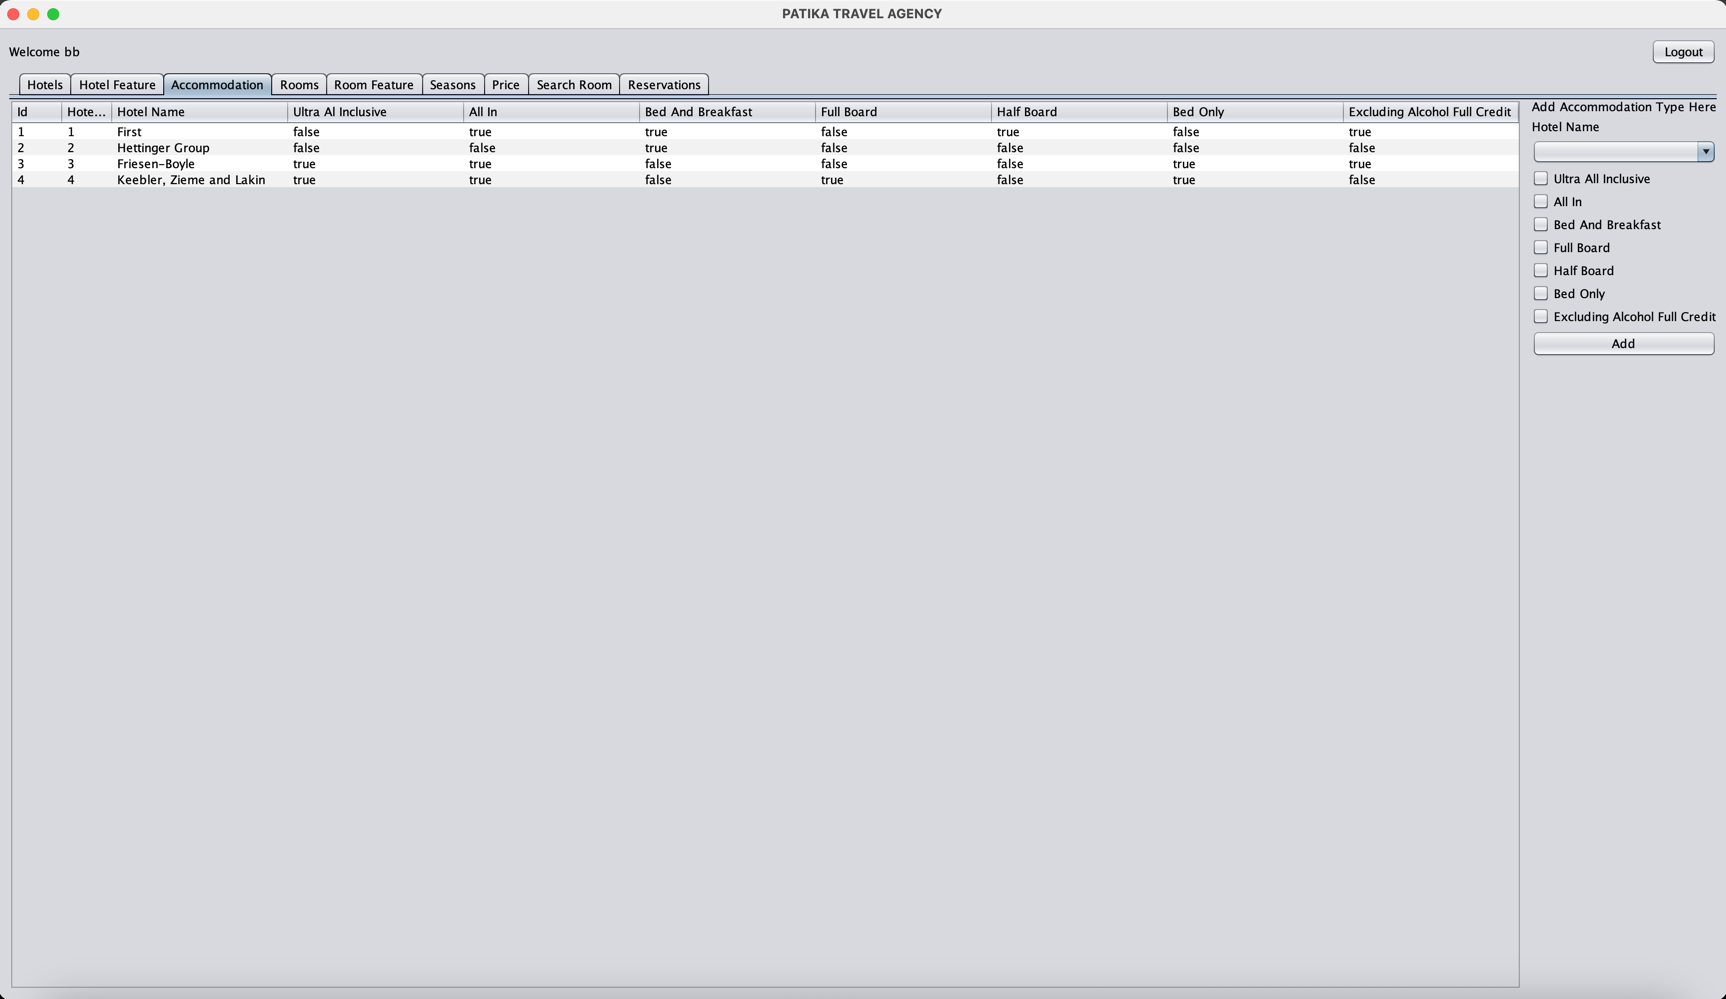 PATIKA TRAVEL AGENCY
Welcome bb
Logout
Hotels Hotel Feature Accommodation Rooms Room Feature Seasons Price Search Room Reservations
Id Hote... Hotel Name Ultra Al Inclusive All In Bed And Breakfast Full Board Half Board Bed Only Excluding Alcohol Full Credit
1 1 First false true true false true false true
2 2 Hettinger Group false false true false false false false
3 3 Friesen-Boyle true true false false false true true
4 4 Keebler, Zieme and Lakin true true false true false true false
Add Accommodation Type Here
Hotel Name
Ultra All Inclusive
All In
Bed And Breakfast
Full Board
Half Board
Bed Only
Excluding Alcohol Full Credit
Add